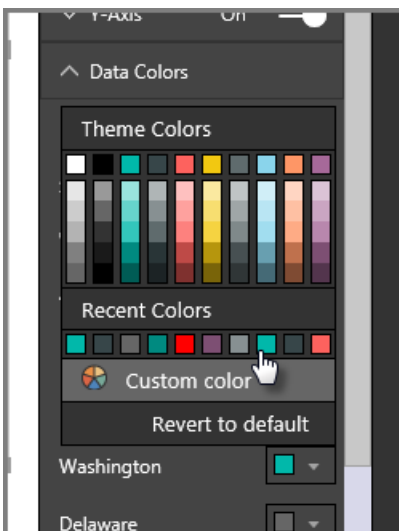 Y-Axis On
Data Colors
Theme Colors
Recent Colors
Custom color
Revert to default
Washington
Delaware